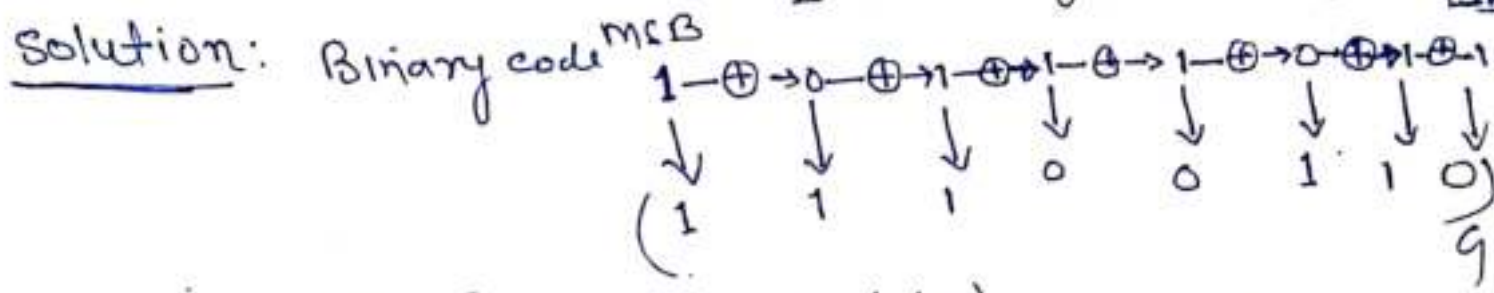 Solution: Binary code MSB
1—⊕→0—⊕→1—⊕→1—⊕→1—⊕→0—⊕→1—⊕—1
↓ ↓ ↓ ↓ ↓ ↓ ↓ ↓
(1 1 1 0 0 1 1 0)g